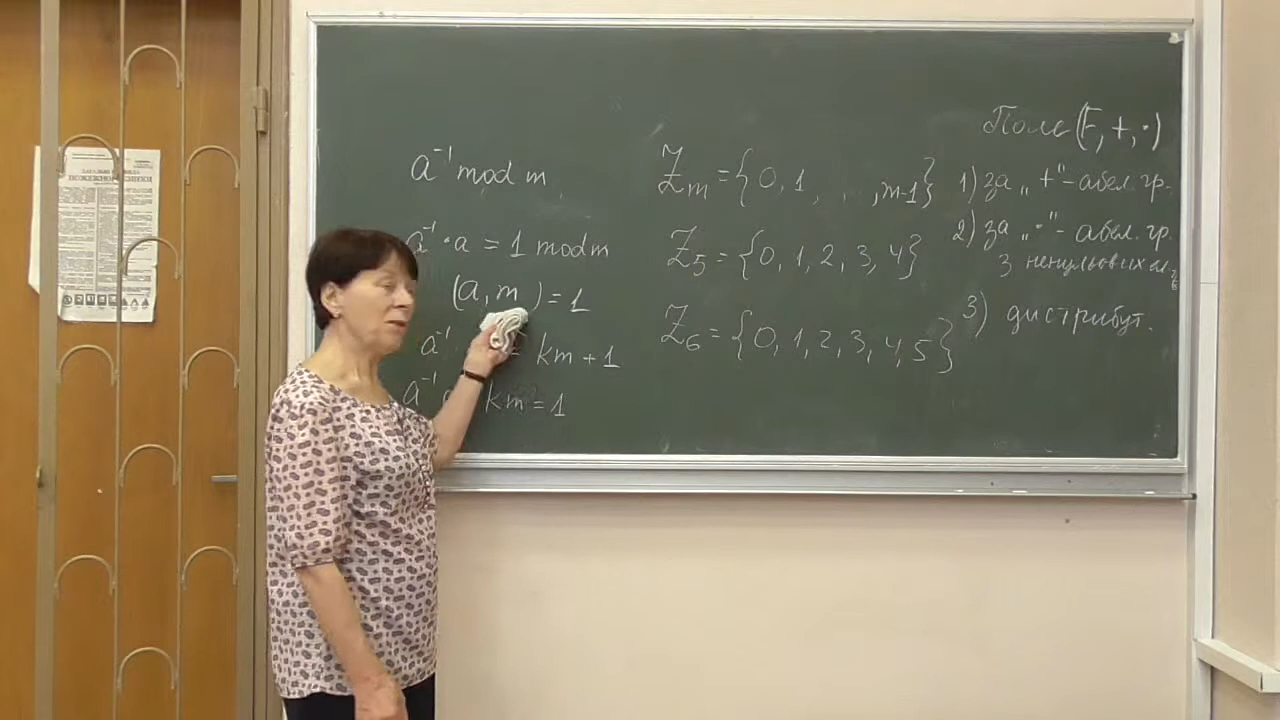 a⁻¹ mod m
a⁻¹ · a = 1 mod m
(a, m) = 1
a⁻¹ = km + 1
a⁻¹ km = 1
Z_m = {0, 1, . . , m-1}
Z₅ = {0, 1, 2, 3, 4}
Z₆ = {0, 1, 2, 3, 4, 5}
Поле (F, +, ·)
1) за „+" - абел. гр.
2) за „·" - абел. гр.
з ненульових ел.
3) дистрибут.